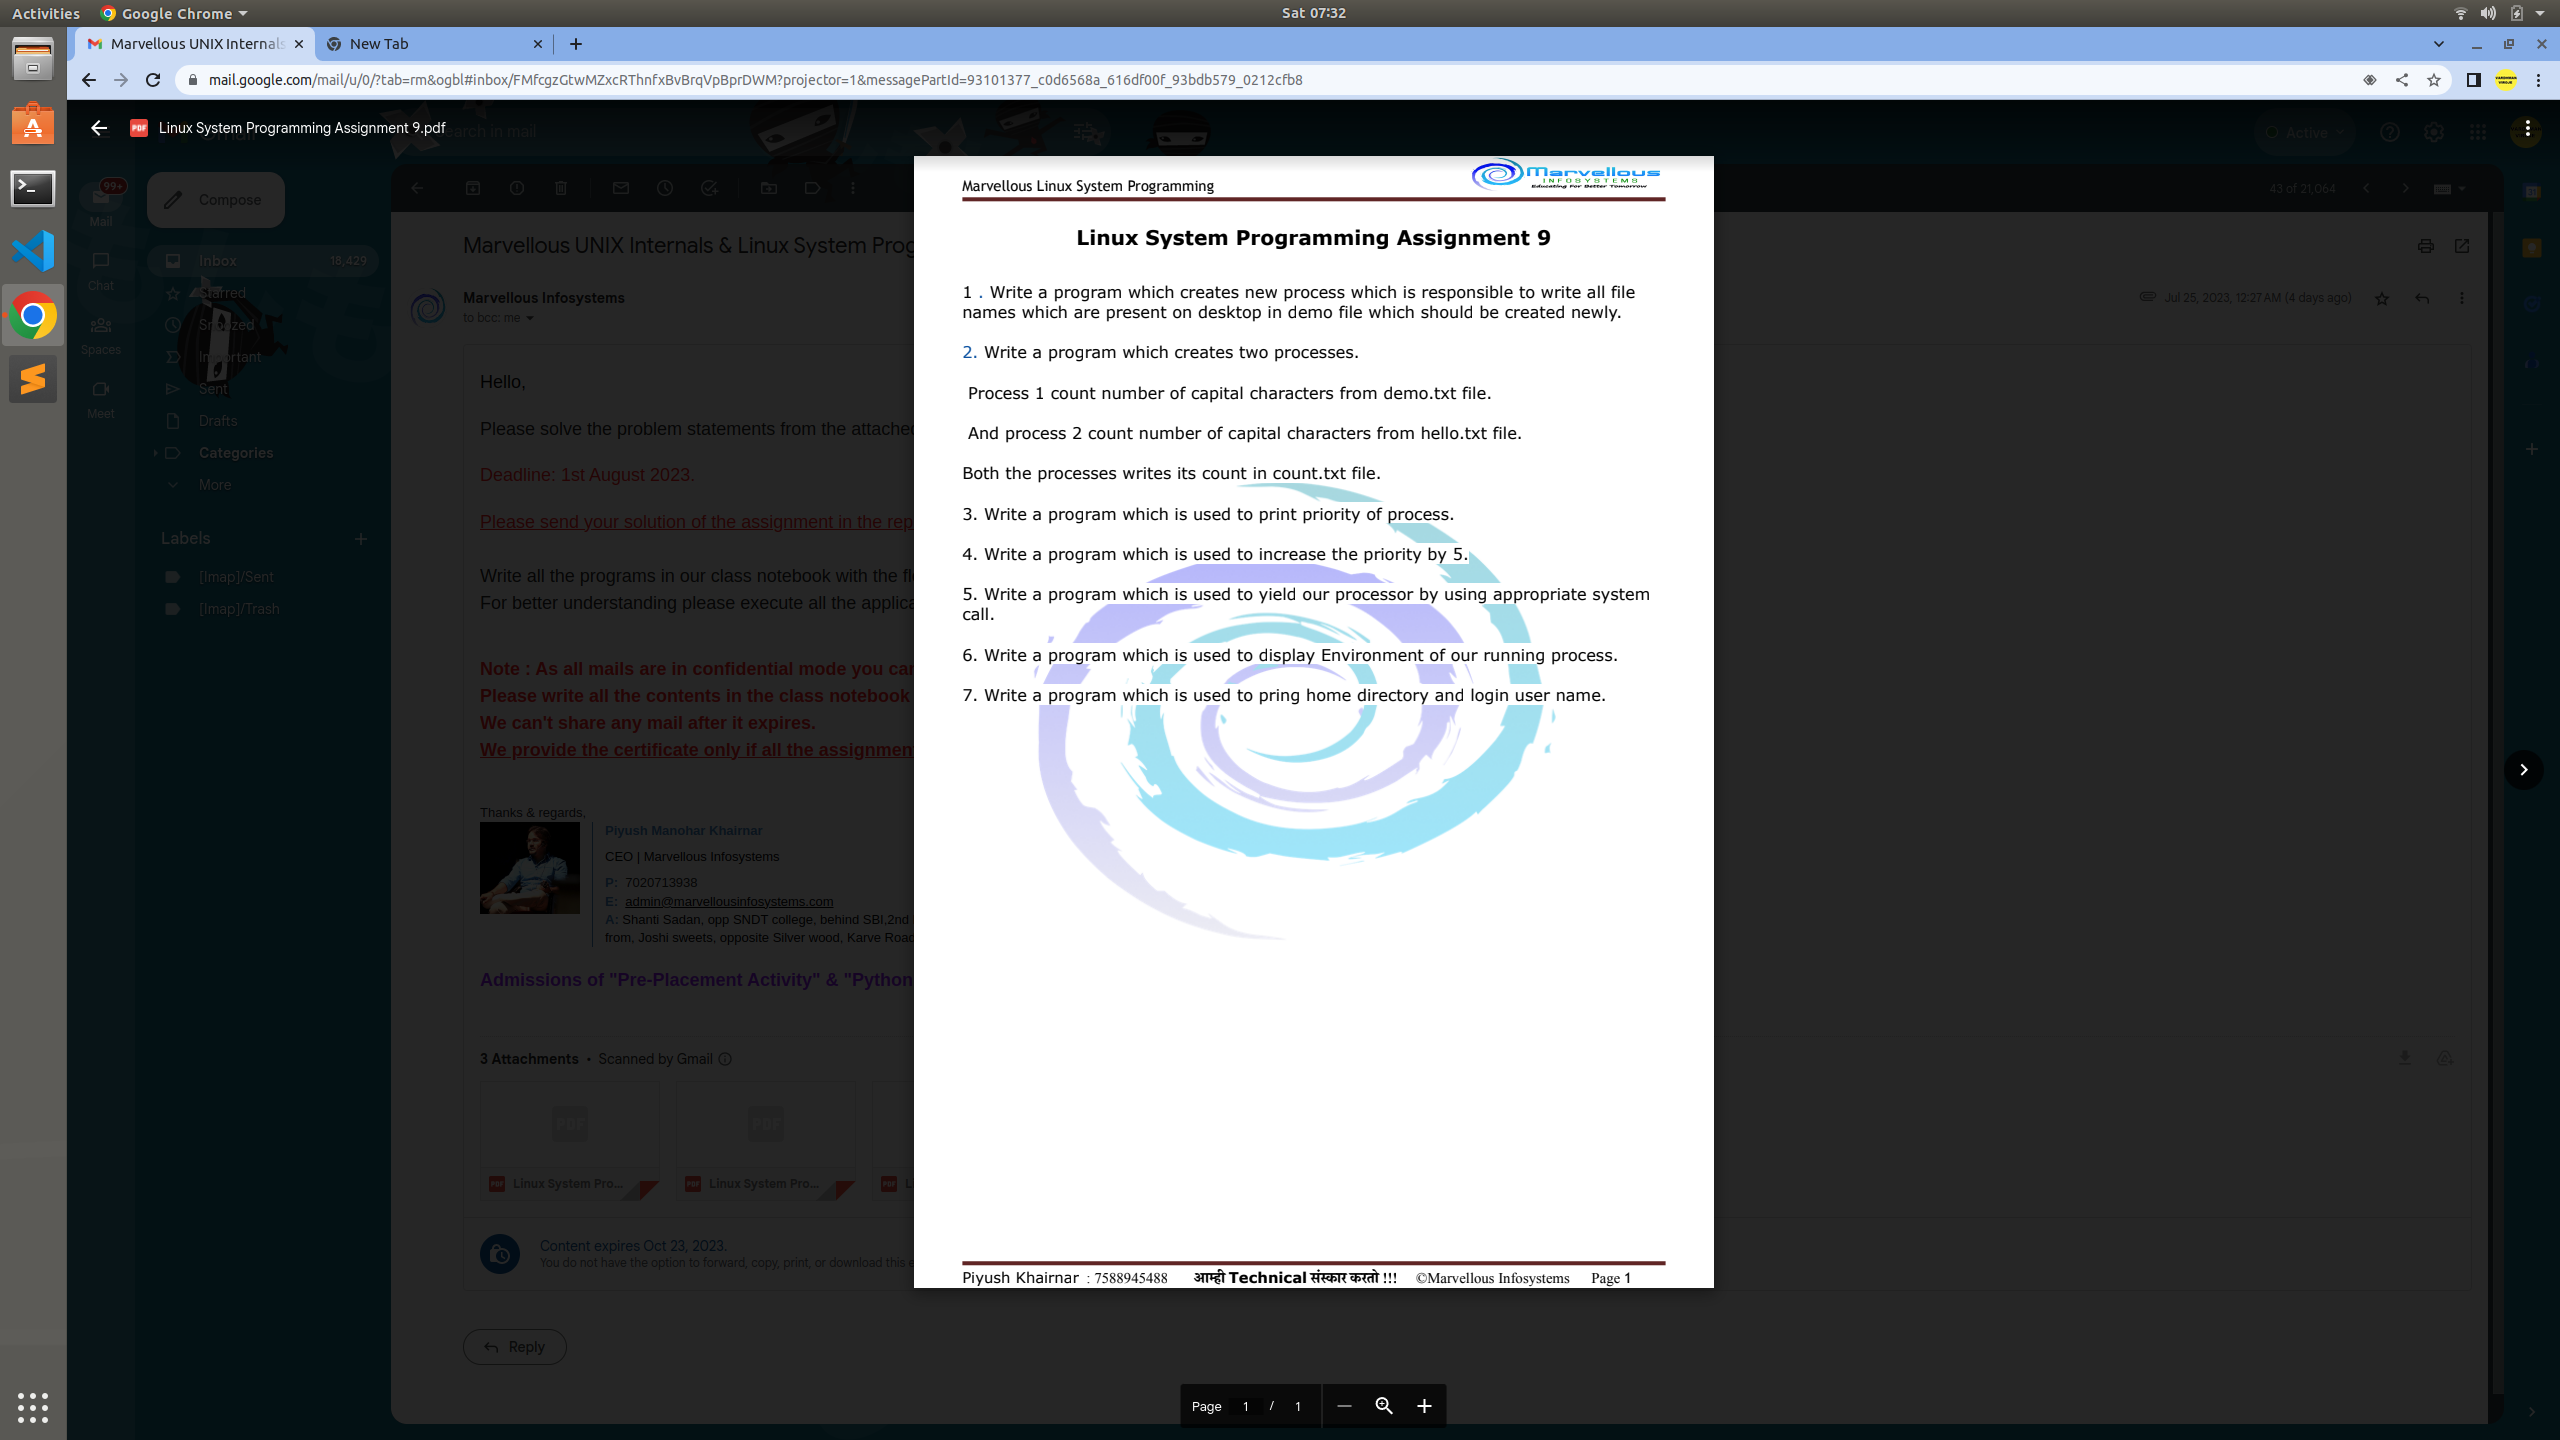 Activities
Google Chrome
Sat 07:32
Marvellous UNIX Internals
New Tab
mail.google.com/mail/u/0/?tab=rm&ogbl#inbox/FMfcgzGtwMZxcRThnfxBvBrqVpBprDWM?projector=1&messagePartId=93101377_c0d6568a_616df00f_93bdb579_0212cfb8
PDF Linux System Programming Assignment 9.pdf
earch in mail
Active
99+
Mail
Chat
Spaces
Meet
Compose
Inbox 18,429
Starred
Snoozed
Important
Sent
Drafts
Categories
More
Labels
[Imap]/Sent
[Imap]/Trash
43 of 21,064
Marvellous UNIX Internals & Linux System Prog
Marvellous Infosystems
to bcc: me
Jul 25, 2023, 12:27 AM (4 days ago)
Hello,
Please solve the problem statements from the attached
Deadline: 1st August 2023.
Please send your solution of the assignment in the rep
Write all the programs in our class notebook with the fl
For better understanding please execute all the applica
Note : As all mails are in confidential mode you can
Please write all the contents in the class notebook
We can't share any mail after it expires.
We provide the certificate only if all the assignment
Thanks & regards,
Piyush Manohar Khairnar
CEO | Marvellous Infosystems
P: 7020713938
E: admin@marvellousinfosystems.com
A: Shanti Sadan, opp SNDT college, behind SBI,2nd
from, Joshi sweets, opposite Silver wood, Karve Road
Admissions of "Pre-Placement Activity" & "Python
3 Attachments • Scanned by Gmail
PDF
PDF
PDF Linux System Pro...
PDF Linux System Pro...
PDF L
Content expires Oct 23, 2023.
You do not have the option to forward, copy, print, or download this e
Reply
Marvellous Linux System Programming
Marvellous
INFOSYSTEMS
Educating For Better Tomorrow
Linux System Programming Assignment 9
1 . Write a program which creates new process which is responsible to write all file
names which are present on desktop in demo file which should be created newly.
2. Write a program which creates two processes.
Process 1 count number of capital characters from demo.txt file.
And process 2 count number of capital characters from hello.txt file.
Both the processes writes its count in count.txt file.
3. Write a program which is used to print priority of process.
4. Write a program which is used to increase the priority by 5.
5. Write a program which is used to yield our processor by using appropriate system
call.
6. Write a program which is used to display Environment of our running process.
7. Write a program which is used to pring home directory and login user name.
Piyush Khairnar : 7588945488 आम्ही Technical संस्कार करतो !!! ©Marvellous Infosystems Page 1
Page 1 / 1